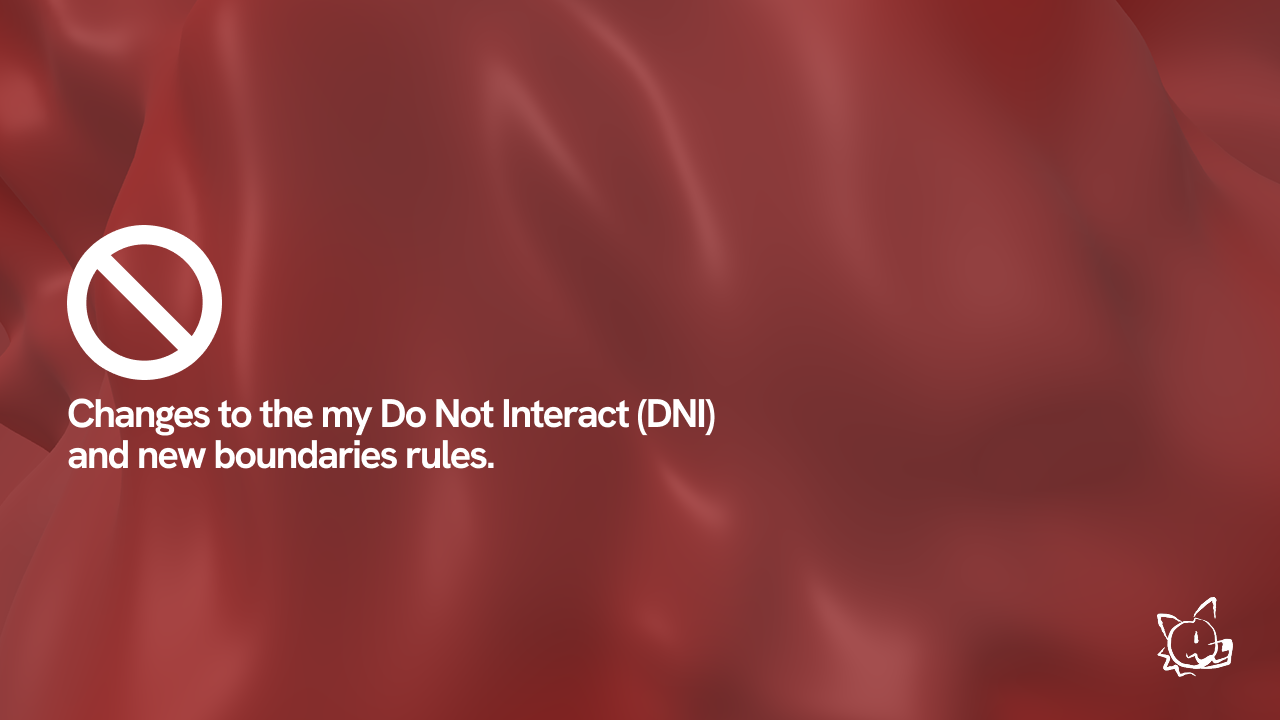 Changes to the my Do Not Interact (DNI)
and new boundaries rules.